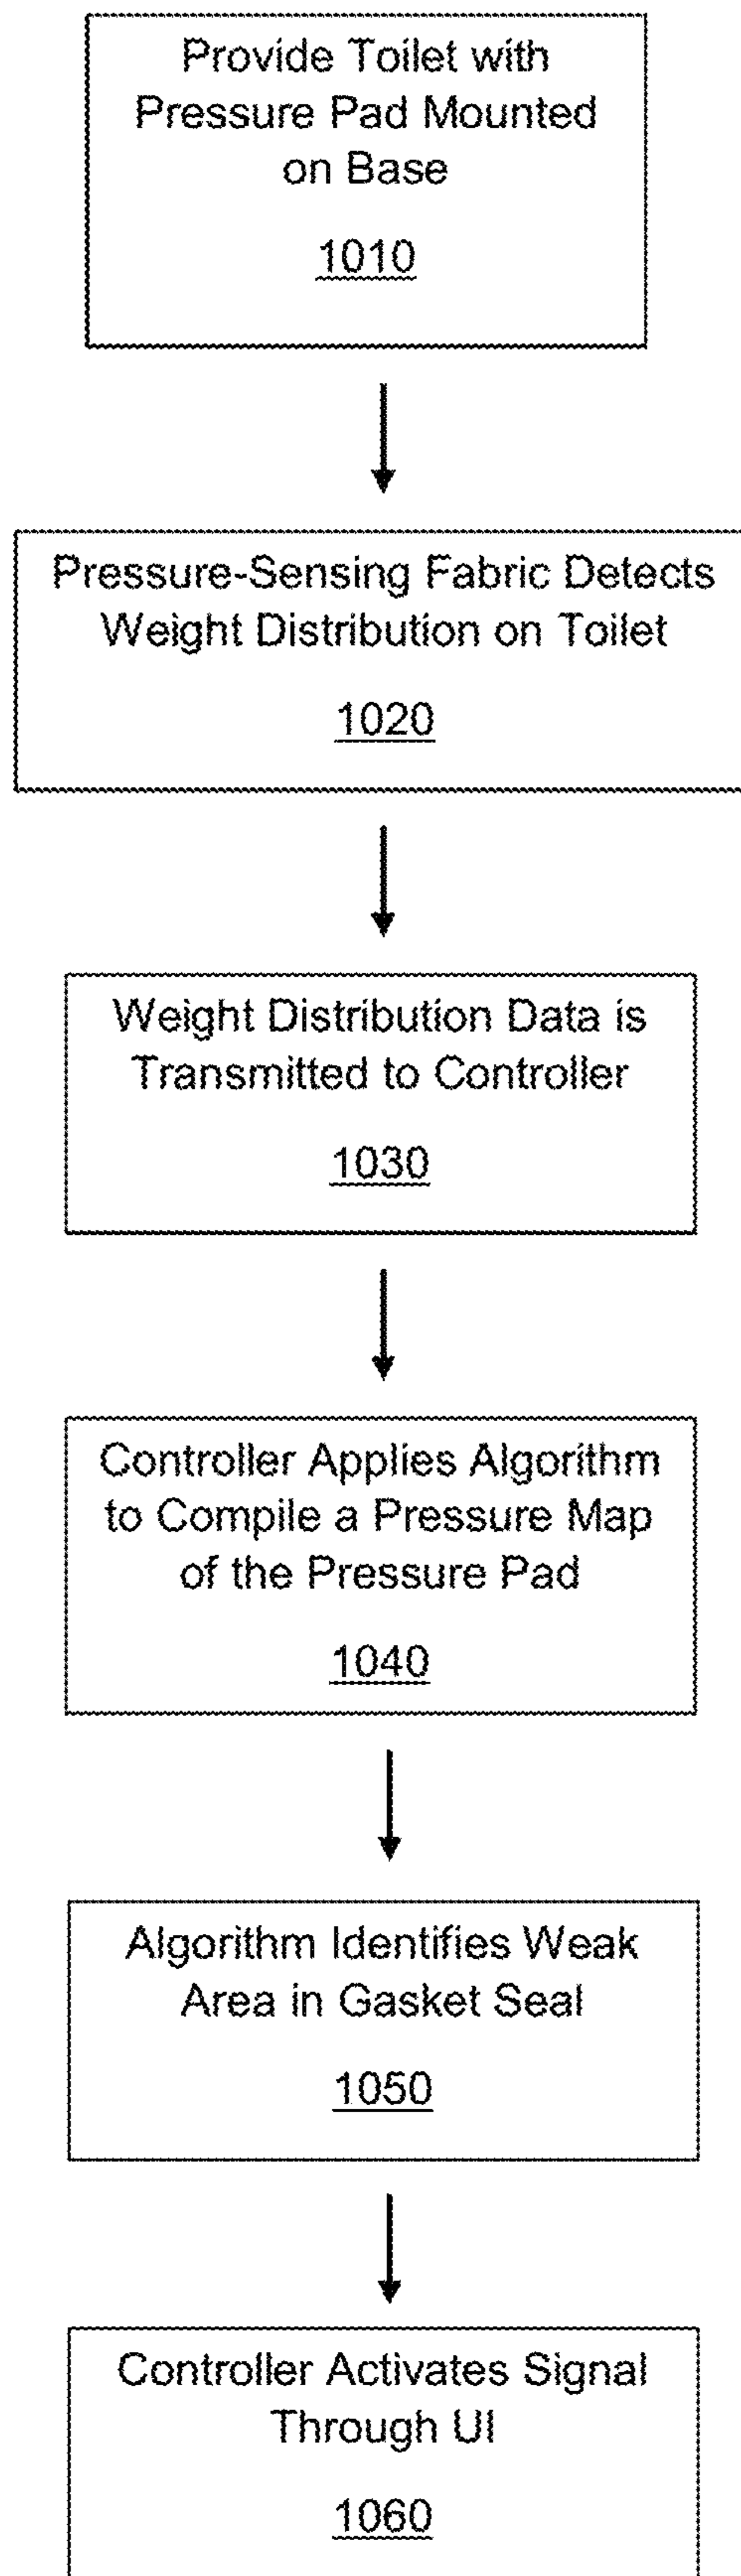 Provide Toilet with
Pressure Pad Mounted
on Base
1010
Pressure-Sensing Fabric Detects
Weight Distribution on Toilet
1020
Weight Distribution Data is
Transmitted to Controller
1030
Controller Applies Algorithm
to Compile a Pressure Map
of the Pressure Pad
1040
Algorithm Identifies Weak
Area in Gasket Seal
1050
Controller Activates Signal
Through UI
1060